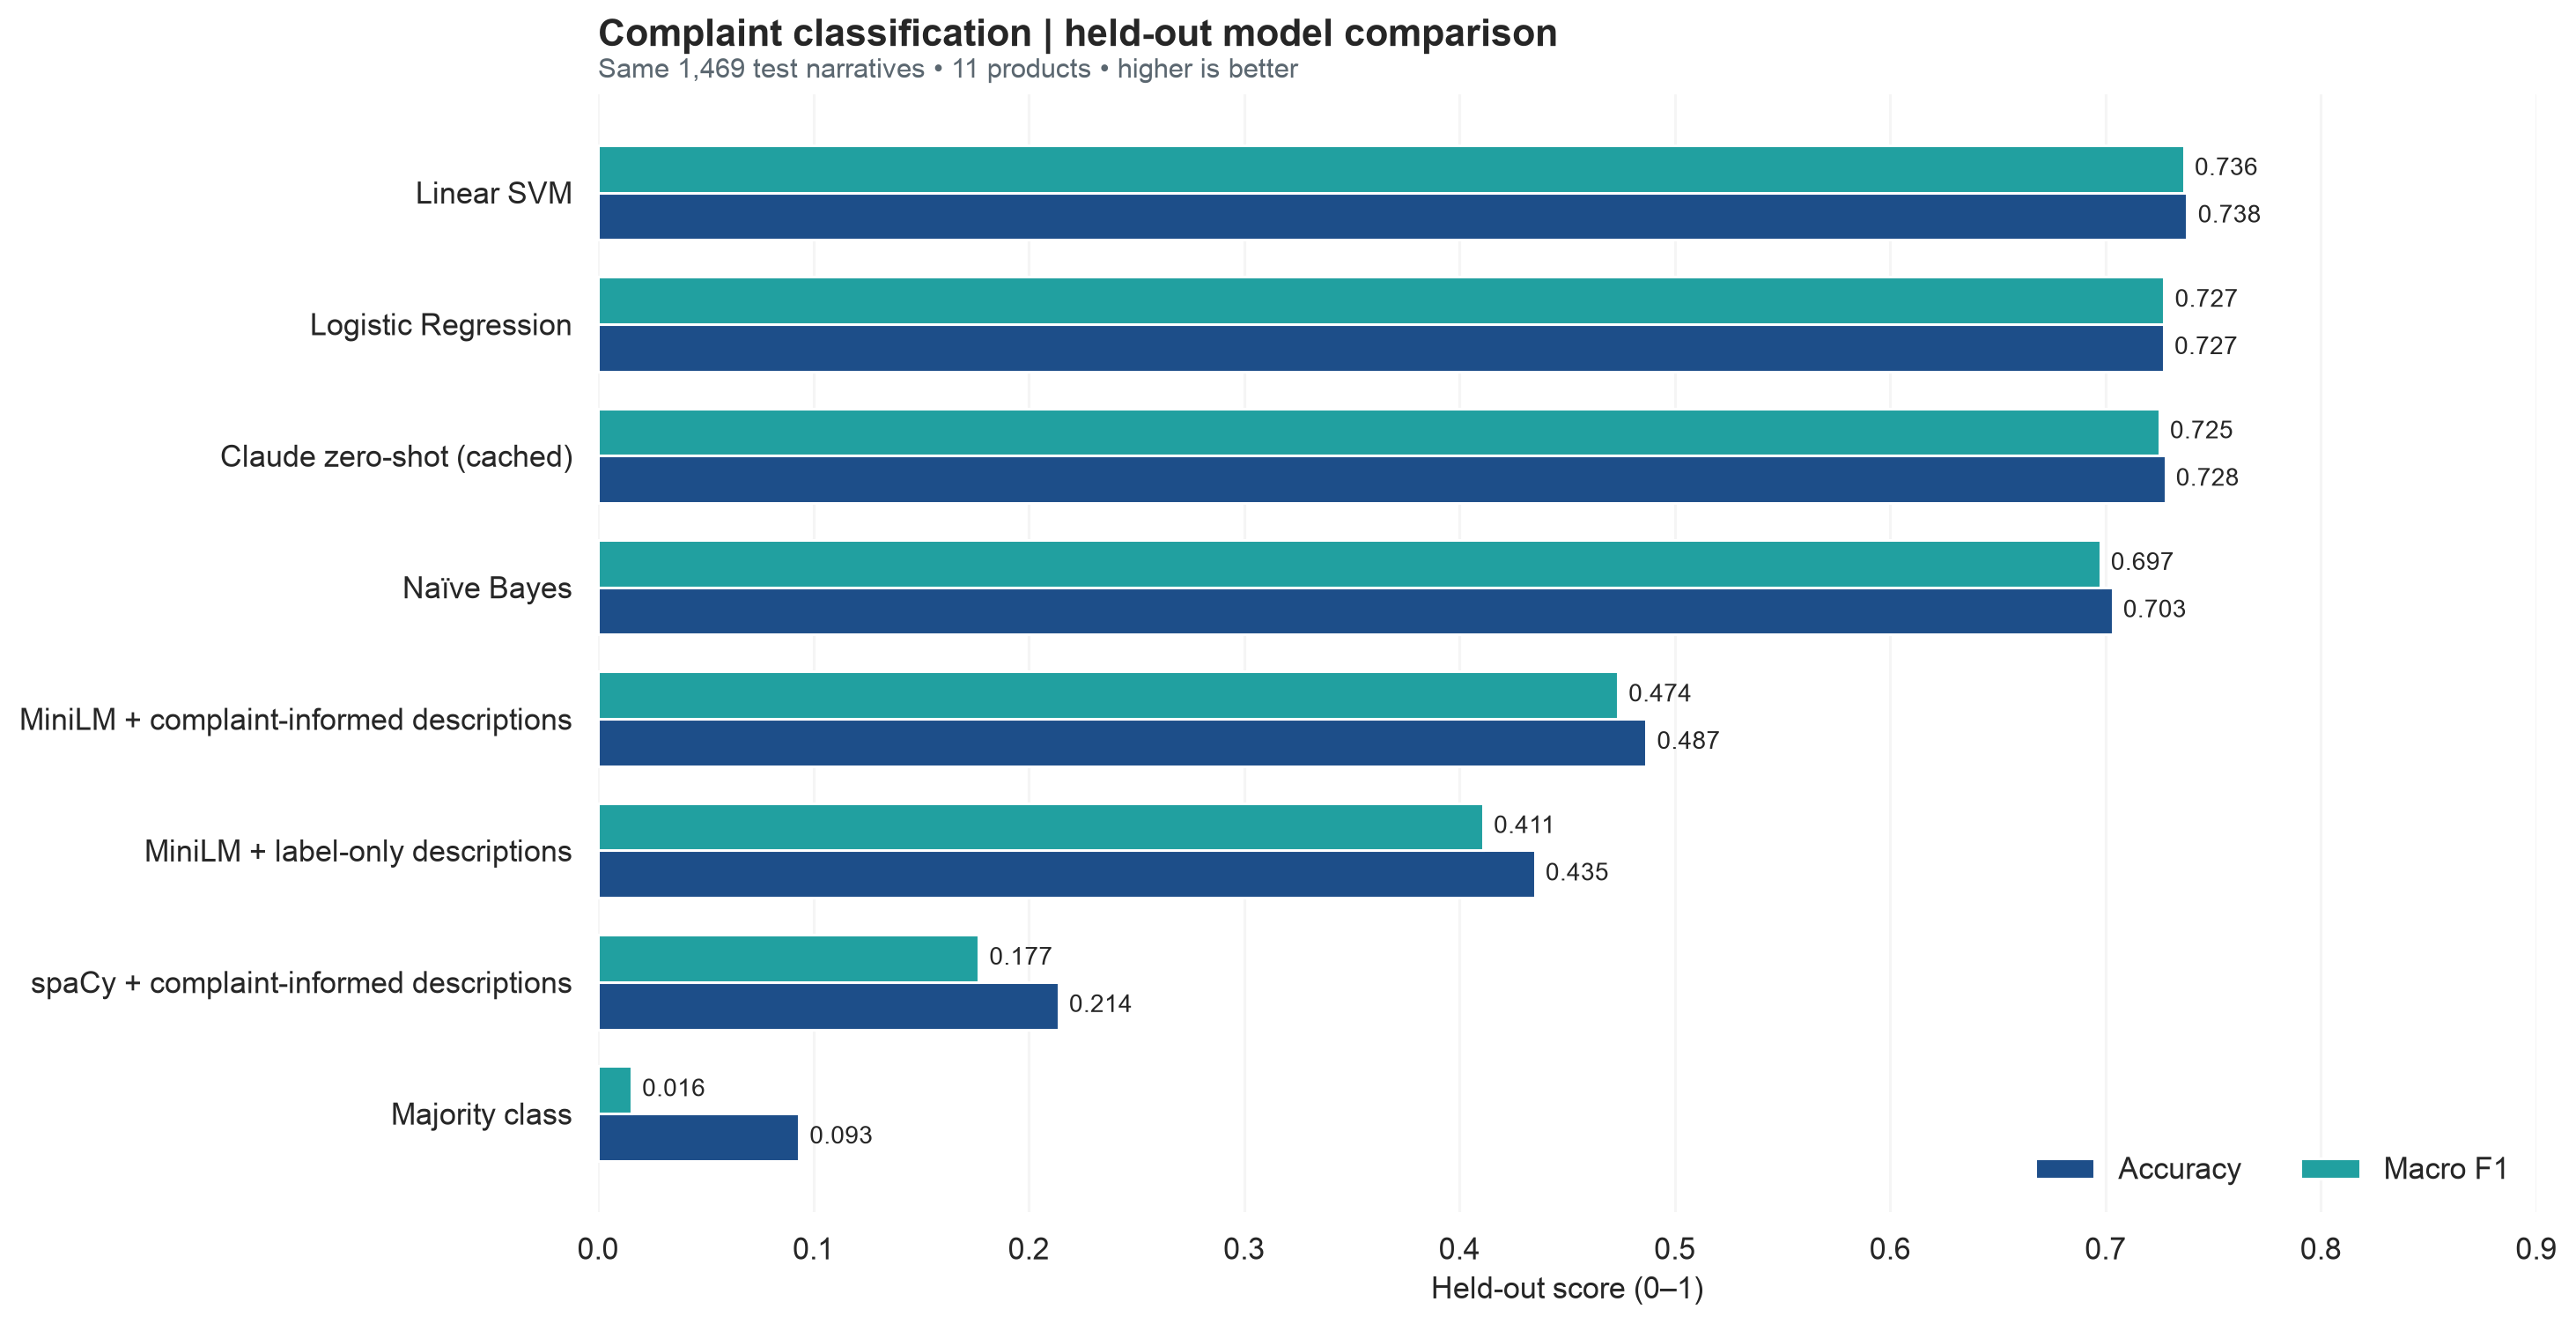 Complaint classification | held-out model comparison
Same 1,469 test narratives • 11 products • higher is better
Linear SVM
0.736
0.738
Logistic Regression
0.727
0.727
Claude zero-shot (cached)
0.725
0.728
Naïve Bayes
0.697
0.703
MiniLM + complaint-informed descriptions
0.474
0.487
MiniLM + label-only descriptions
0.411
0.435
spaCy + complaint-informed descriptions
0.177
0.214
Majority class
0.016
0.093
Accuracy Macro F1
0.0 0.1 0.2 0.3 0.4 0.5 0.6 0.7 0.8 0.9
Held-out score (0–1)